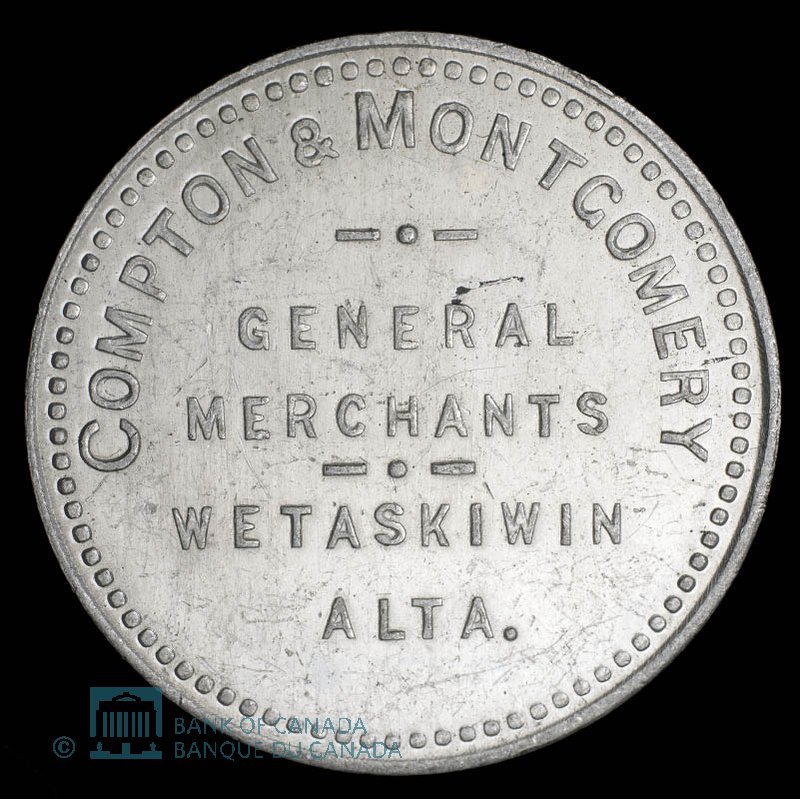 COMPTON & MONTGOMERY
GENERAL
MERCHANTS
WETASKIWIN
ALTA.
© BANK OF CANADA
BANQUE DU CANADA